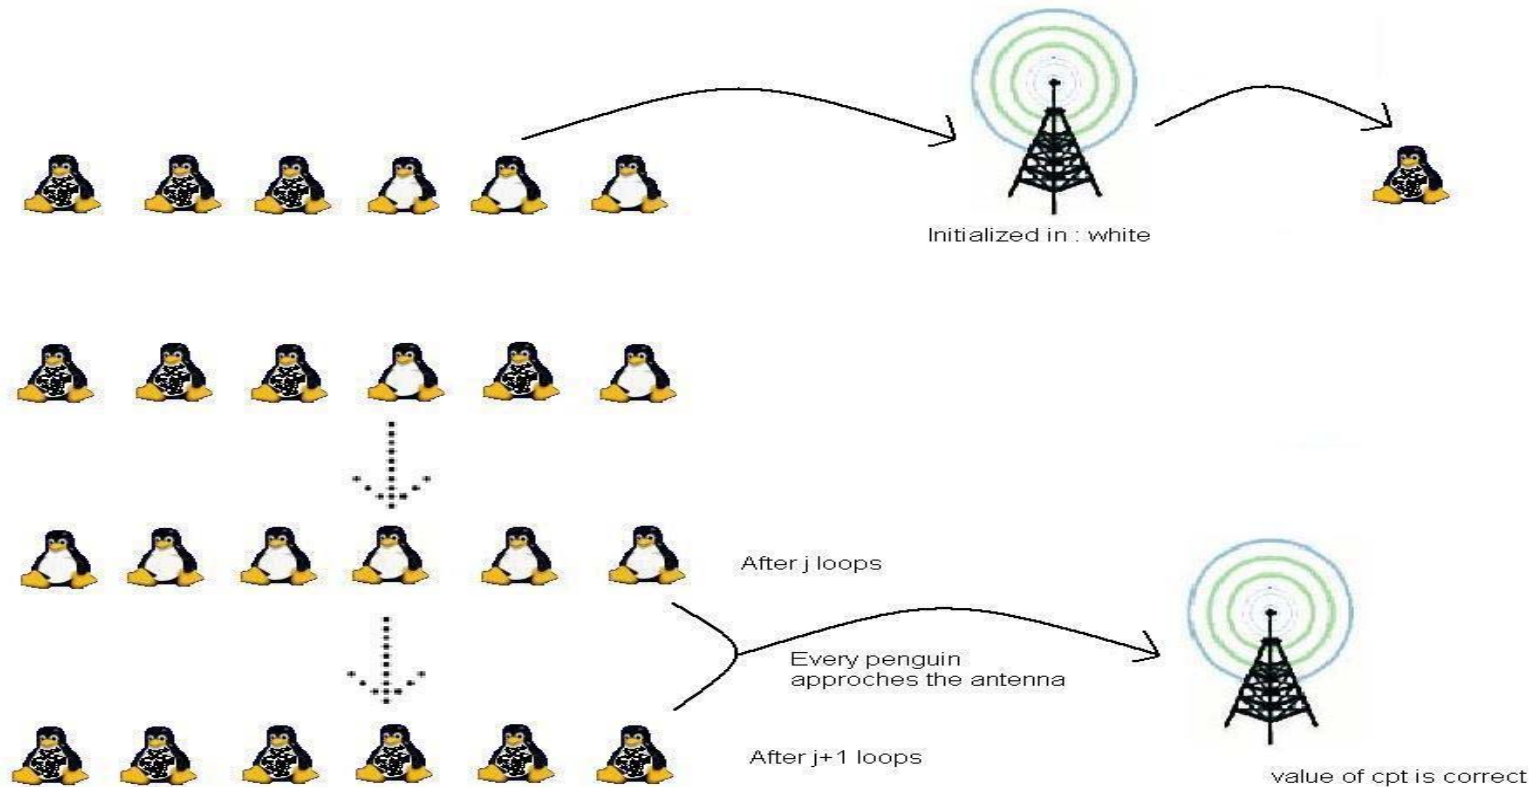 Initialized in : white
After j loops
Every penguin
approches the antenna
After j+1 loops
value of cpt is correct